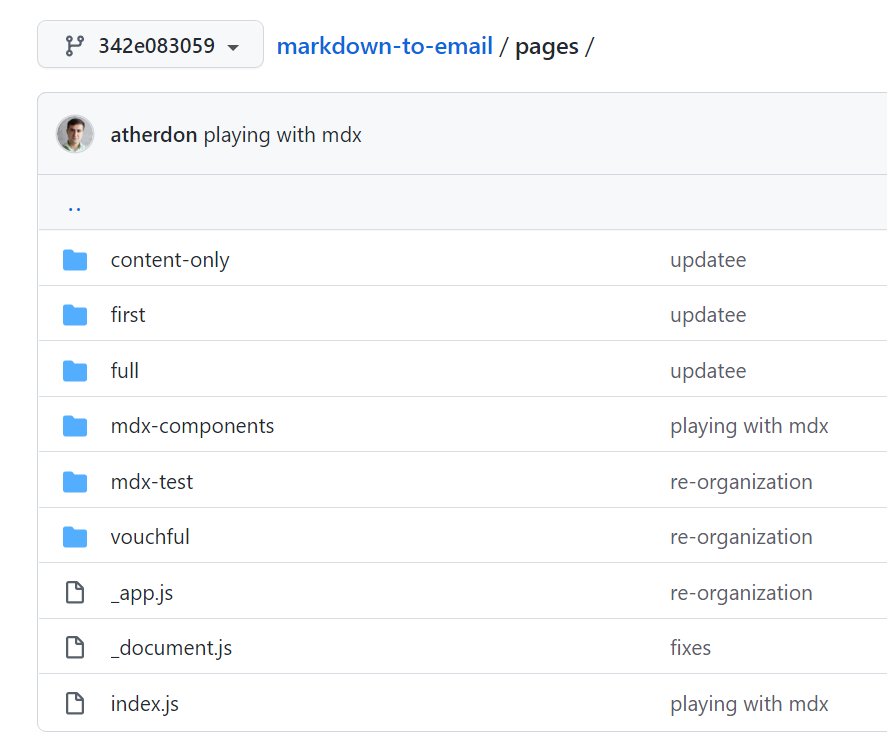 342e083059 markdown-to-email / pages /
atherdon playing with mdx
..
content-only updatee
first updatee
full updatee
mdx-components playing with mdx
mdx-test re-organization
vouchful re-organization
_app.js re-organization
_document.js fixes
index.js playing with mdx